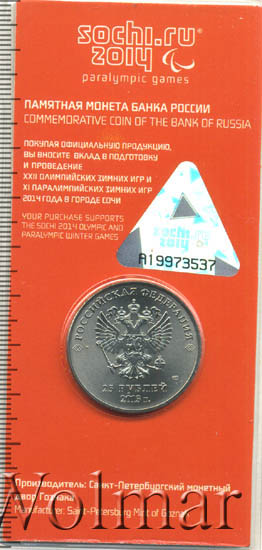 sochi.ru
2014
paralympic games
ПАМЯТНАЯ МОНЕТА БАНКА РОССИИ
COMMEMORATIVE COIN OF THE BANK OF RUSSIA
ПОКУПАЯ ОФИЦИАЛЬНУЮ ПРОДУКЦИЮ,
ВЫ ВНОСИТЕ ВКЛАД В ПОДГОТОВКУ
И ПРОВЕДЕНИЕ
XXII ОЛИМПИЙСКИХ ЗИМНИХ ИГР И
XI ПАРАЛИМПИЙСКИХ ЗИМНИХ ИГР
2014 ГОДА В ГОРОДЕ СОЧИ
YOUR PURCHASE SUPPORTS
THE SOCHI 2014 OLYMPIC AND
PARALYMPIC WINTER GAMES
sochi.ru
2014
A19973537
РОССИЙСКАЯ ФЕДЕРАЦИЯ
25 РУБЛЕЙ
2013 г.
Производитель: Санкт-Петербургский монетный
двор Гознака
Manufacturer: Saint-Petersburg Mint of Goznak
Volmar